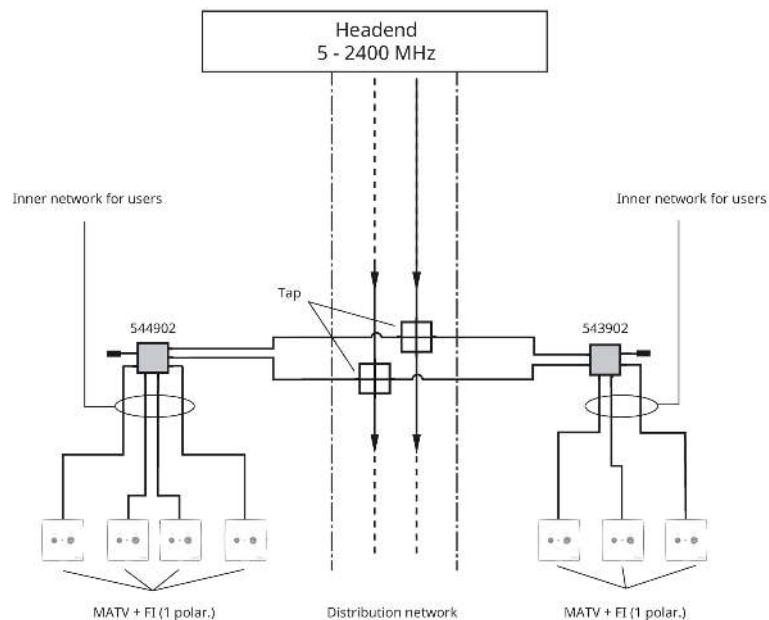 Headend
5 - 2400 MHz
Inner network for users
Inner network for users
Tap
544902
543902
MATV + FI (1 polar.)
Distribution network
MATV + FI (1 polar.)